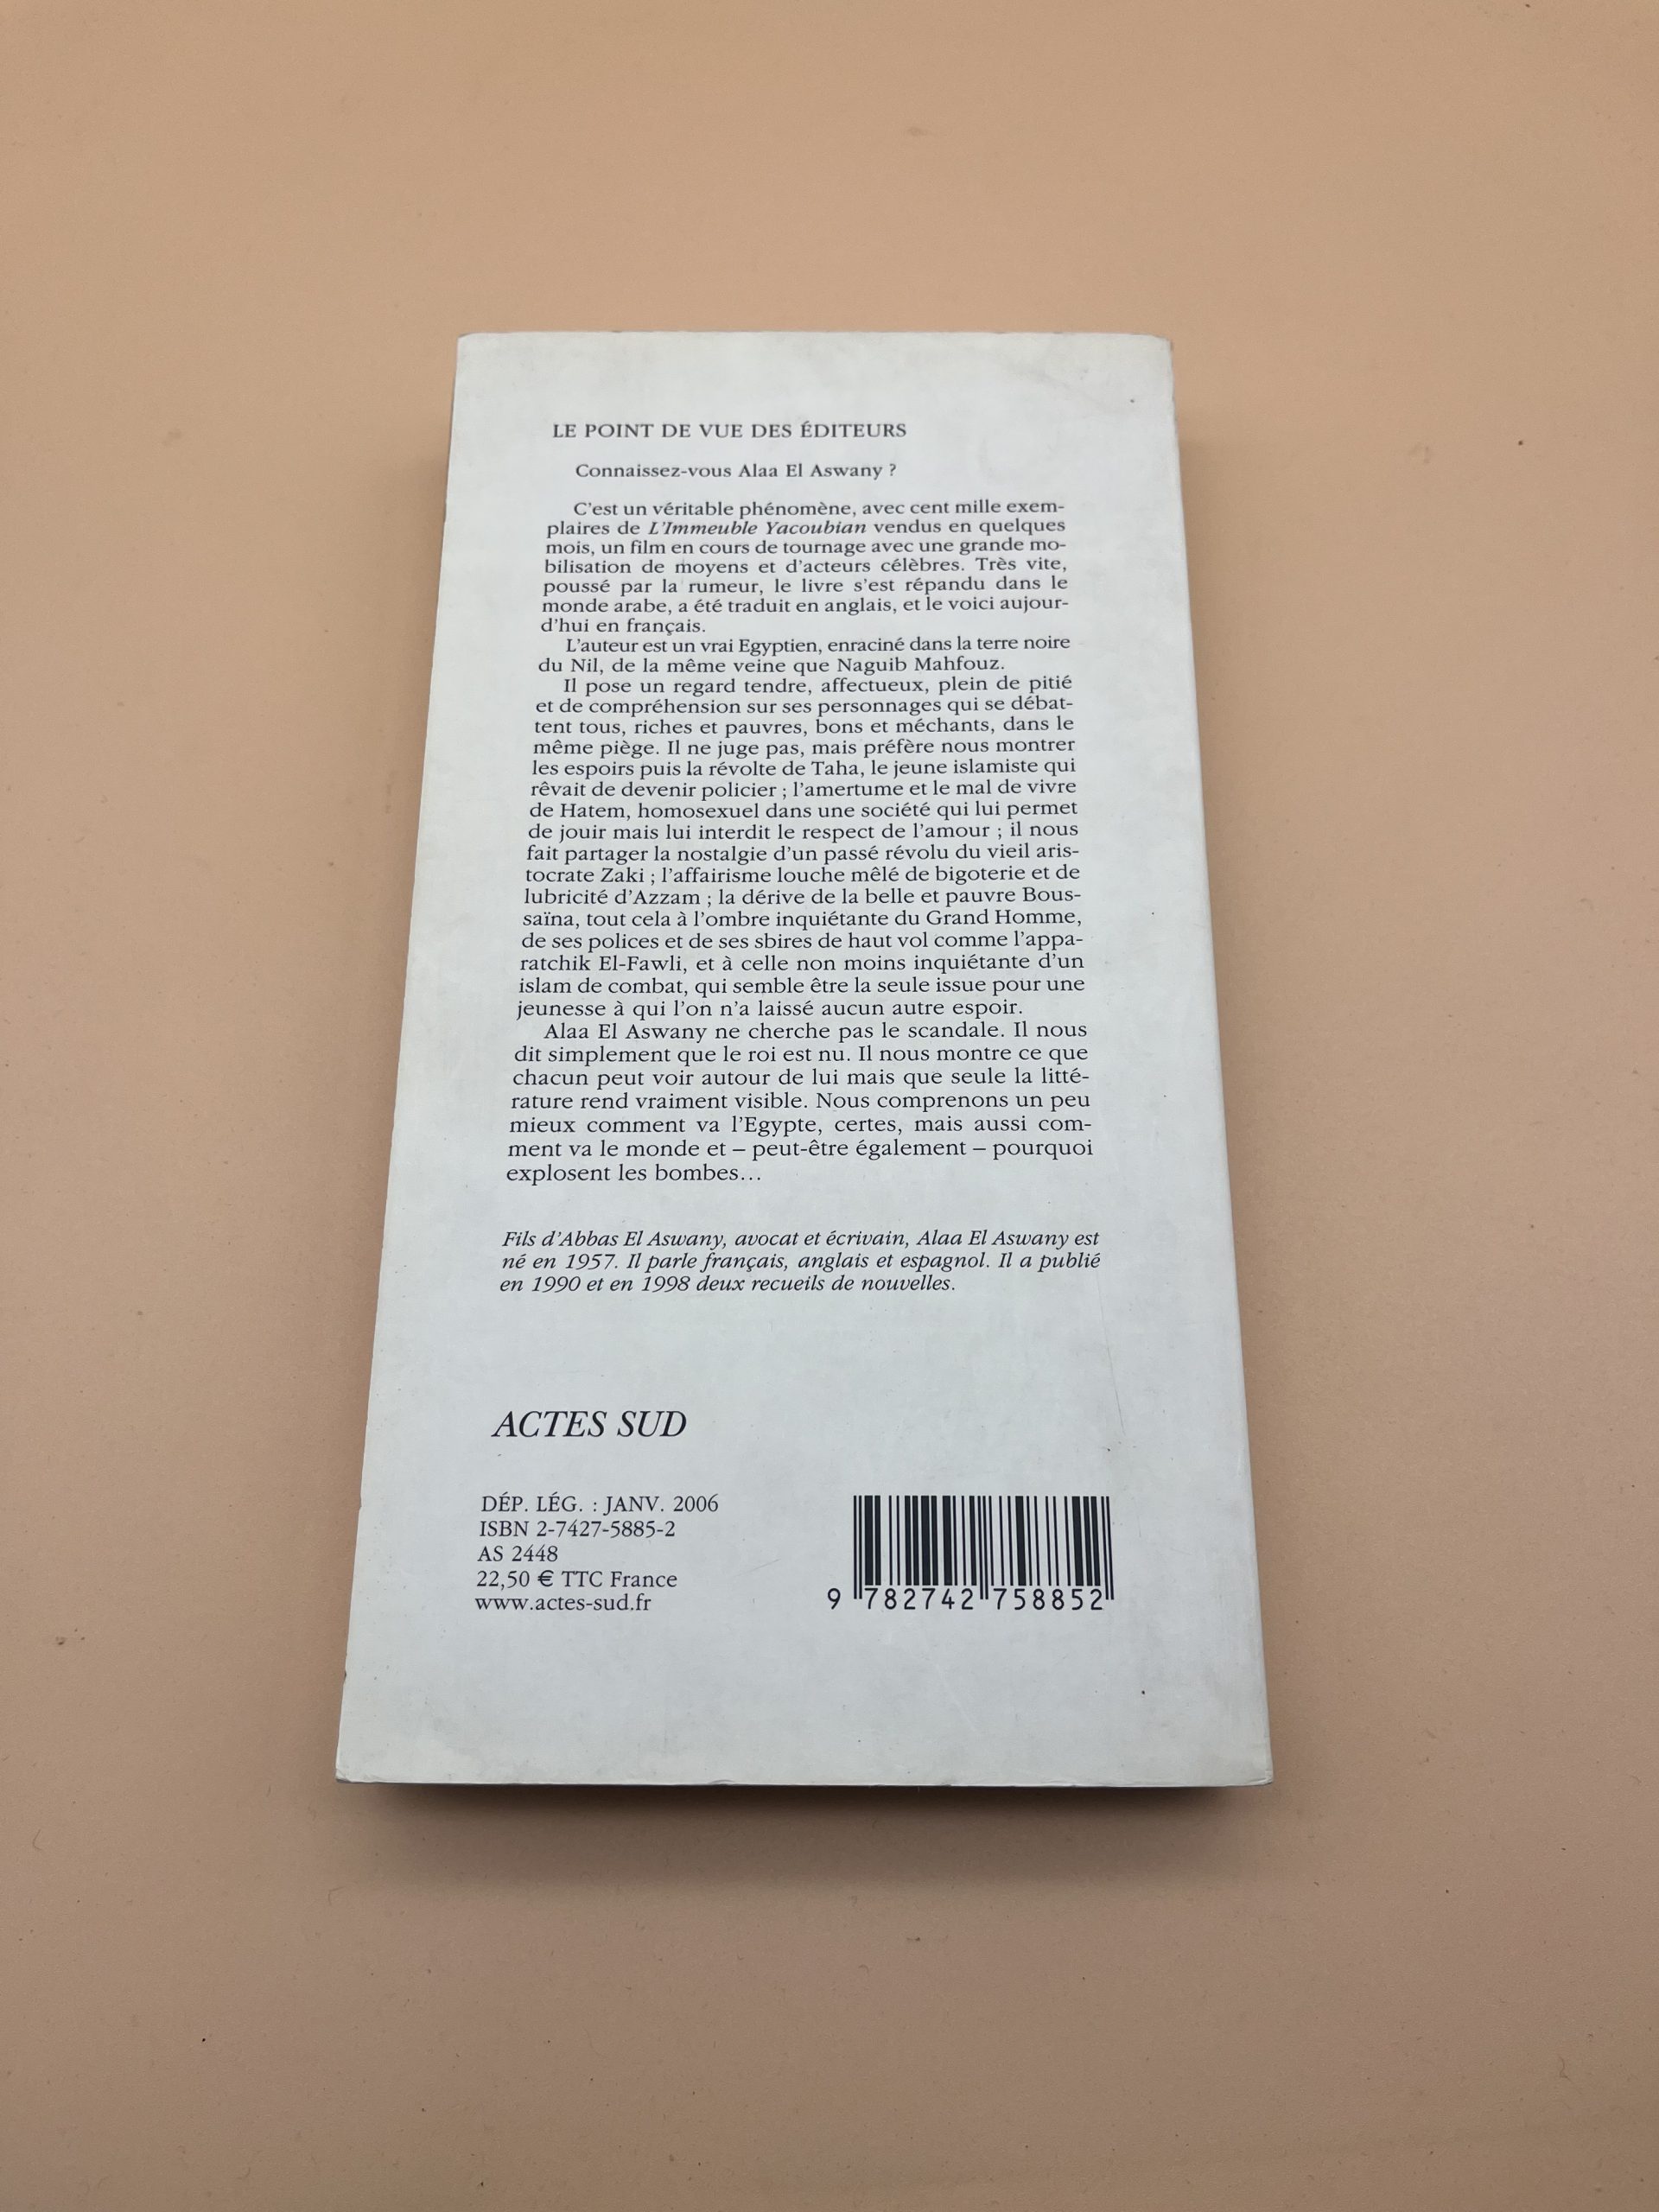 LE POINT DE VUE DES ÉDITEURS
Connaissez-vous Alaa El Aswany ?
C'est un véritable phénomène, avec cent mille exem-
plaires de L'Immeuble Yacoubian vendus en quelques
mois, un film en cours de tournage avec une grande mo-
bilisation de moyens et d'acteurs célèbres. Très vite,
poussé par la rumeur, le livre s'est répandu dans le
monde arabe, a été traduit en anglais, et le voici aujour-
d'hui en français.
L'auteur est un vrai Egyptien, enraciné dans la terre noire
du Nil, de la même veine que Naguib Mahfouz.
Il pose un regard tendre, affectueux, plein de pitié
et de compréhension sur ses personnages qui se débat-
tent tous, riches et pauvres, bons et méchants, dans le
même piège. Il ne juge pas, mais préfère nous montrer
les espoirs puis la révolte de Taha, le jeune islamiste qui
rêvait de devenir policier ; l'amertume et le mal de vivre
de Hatem, homosexuel dans une société qui lui permet
de jouir mais lui interdit le respect de l'amour ; il nous
fait partager la nostalgie d'un passé révolu du vieil aris-
tocrate Zaki ; l'affairisme louche mêlé de bigoterie et de
lubricité d'Azzam ; la dérive de la belle et pauvre Bous-
saïna, tout cela à l'ombre inquiétante du Grand Homme,
de ses polices et de ses sbires de haut vol comme l'appa-
ratchik El-Fawli, et à celle non moins inquiétante d'un
islam de combat, qui semble être la seule issue pour une
jeunesse à qui l'on n'a laissé aucun autre espoir.
Alaa El Aswany ne cherche pas le scandale. Il nous
dit simplement que le roi est nu. Il nous montre ce que
chacun peut voir autour de lui mais que seule la litté-
rature rend vraiment visible. Nous comprenons un peu
mieux comment va l'Egypte, certes, mais aussi com-
ment va le monde et – peut-être également – pourquoi
explosent les bombes...
Fils d'Abbas El Aswany, avocat et écrivain, Alaa El Aswany est
né en 1957. Il parle français, anglais et espagnol. Il a publié
en 1990 et en 1998 deux recueils de nouvelles.
ACTES SUD
DÉP. LÉG. : JANV. 2006
ISBN 2-7427-5885-2
AS 2448
22,50 € TTC France
www.actes-sud.fr
9 782742 758852